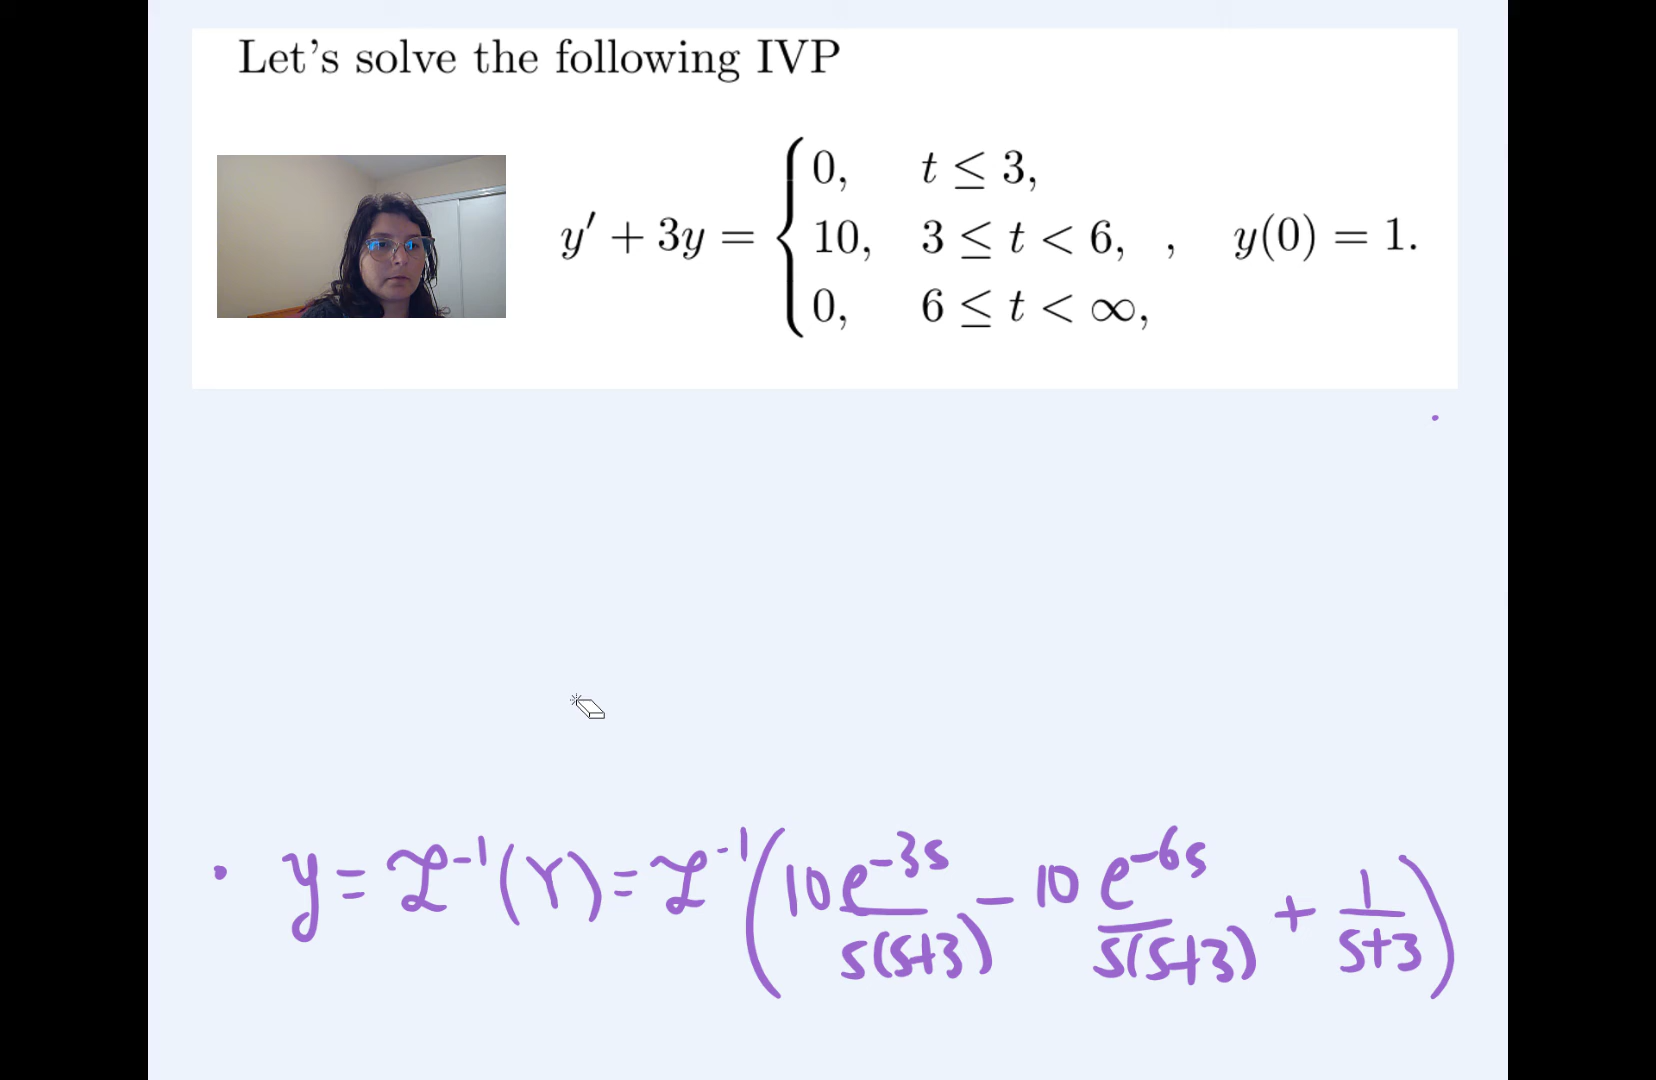 Let's solve the following IVP
y′ + 3y = { 0, t ≤ 3,
10, 3 ≤ t < 6, , y(0) = 1.
0, 6 ≤ t < ∞,
· y = ℒ⁻¹(Y) = ℒ⁻¹(10e^{-3s}/s(s+3) − 10 e^{-6s}/s(s+3) + 1/s+3)